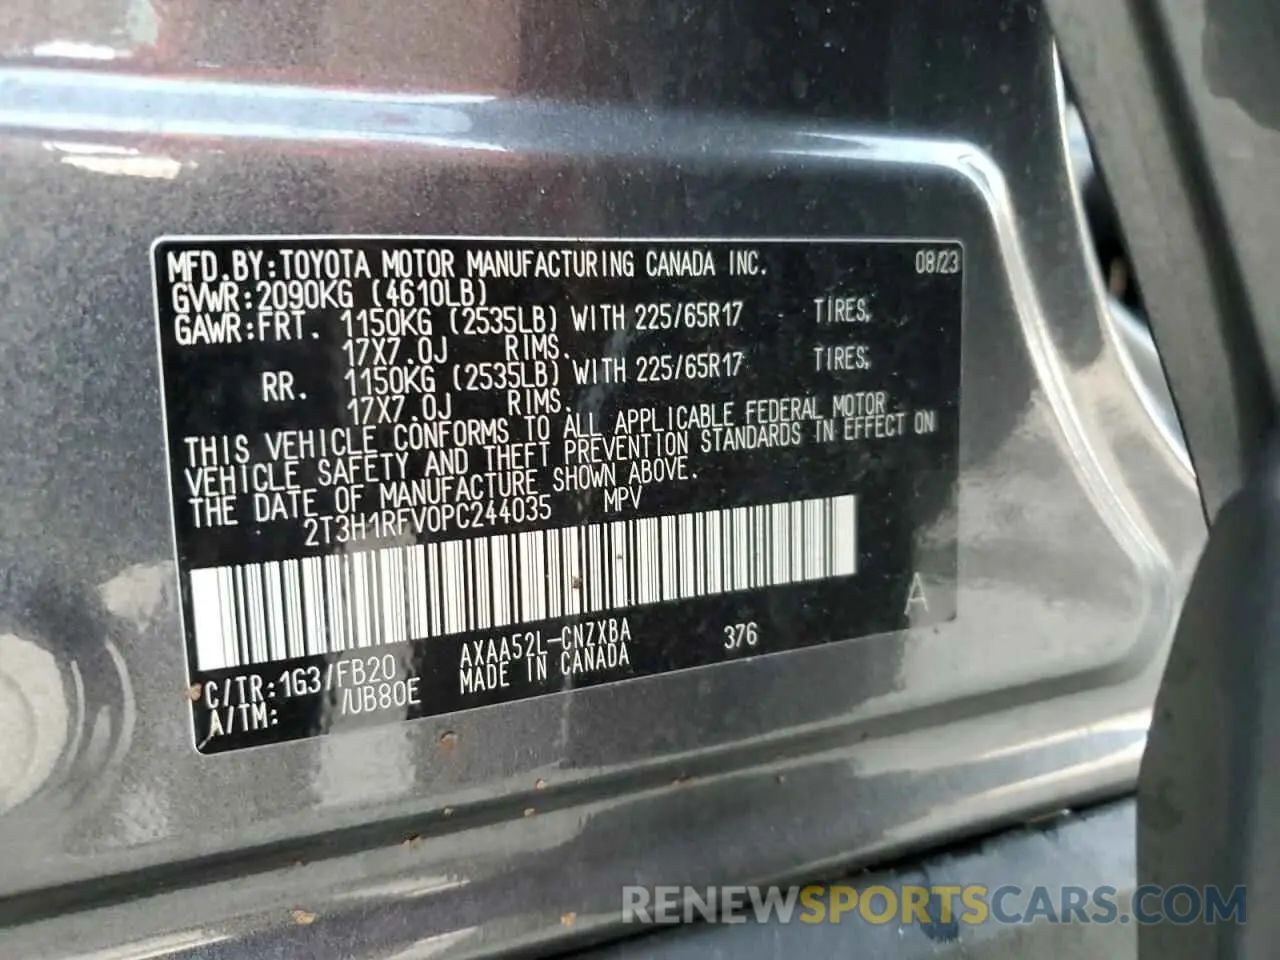 MFD.BY:TOYOTA MOTOR MANUFACTURING CANADA INC. 08/23
GVWR:2090KG (4610LB)
GAWR:FRT. 1150KG (2535LB) WITH 225/65R17 TIRES,
17X7.0J RIMS.
RR. 1150KG (2535LB) WITH 225/65R17 TIRES,
17X7.0J RIMS.
THIS VEHICLE CONFORMS TO ALL APPLICABLE FEDERAL MOTOR
VEHICLE SAFETY AND THEFT PREVENTION STANDARDS IN EFFECT ON
THE DATE OF MANUFACTURE SHOWN ABOVE.
2T3H1RFV0PC244035 MPV
A
C/TR:1G3/FB20 AXAA52L-CNZXBA 376
A/TM: /UB80E MADE IN CANADA
RENEWSPORTSCARS.COM